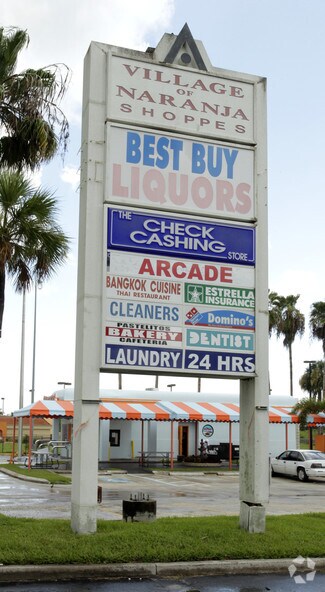 VILLAGE
OF
NARANJA
SHOPPES
BEST BUY
LIQUORS
THE
CHECK
CASHING
STORE
ARCADE
BANGKOK CUISINE
THAI RESTAURANT
ESTRELLA
INSURANCE
CLEANERS
Domino's
PASTELITOS
BAKERY
CAFETERIA
DENTIST
LAUNDRY
24 HRS